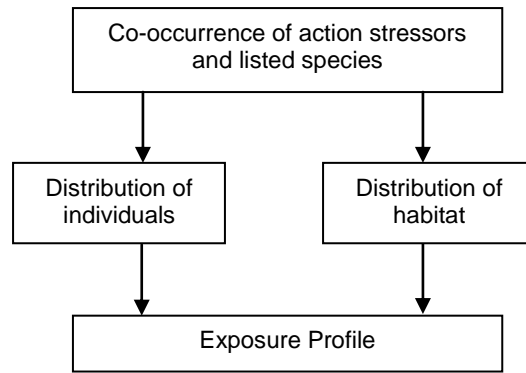 Co-occurrence of action stressors
and listed species
Distribution of
individuals
Distribution of
habitat
Exposure Profile